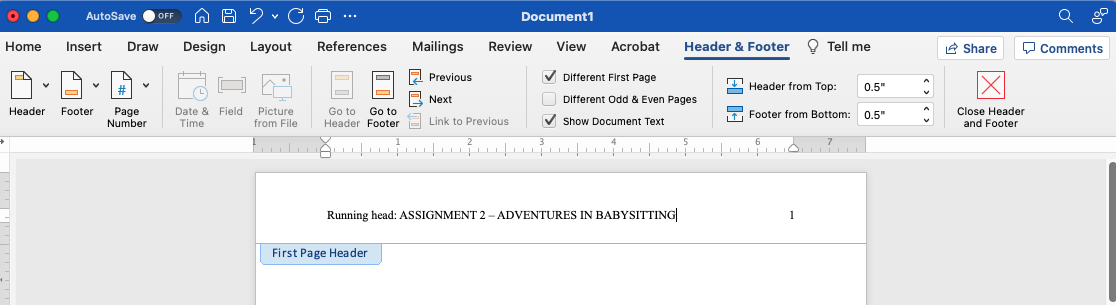 AutoSave OFF Document1
Home Insert Draw Design Layout References Mailings Review View Acrobat Header & Footer Tell me Share Comments
Header Footer Page Number # Date & Time Field Picture from File Go to Header Go to Footer Previous Next Link to Previous
Different First Page
Different Odd & Even Pages
Show Document Text
Header from Top: 0.5"
Footer from Bottom: 0.5"
Close Header and Footer
1 1 2 3 4 5 6 7
Running head: ASSIGNMENT 2 – ADVENTURES IN BABYSITTING 1
First Page Header